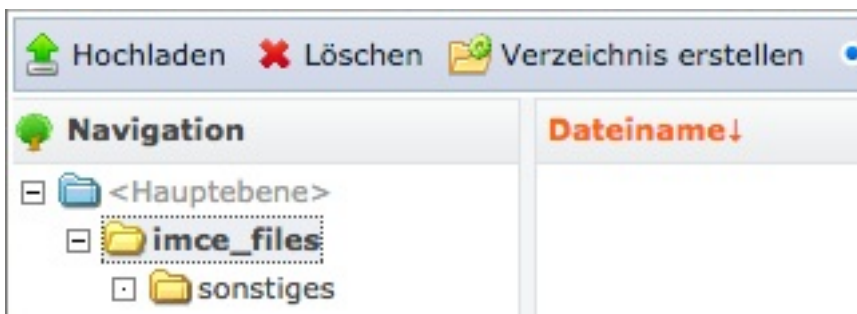 Hochladen Löschen Verzeichnis erstellen
Navigation
Dateiname↓
<Hauptebene>
imce_files
sonstiges